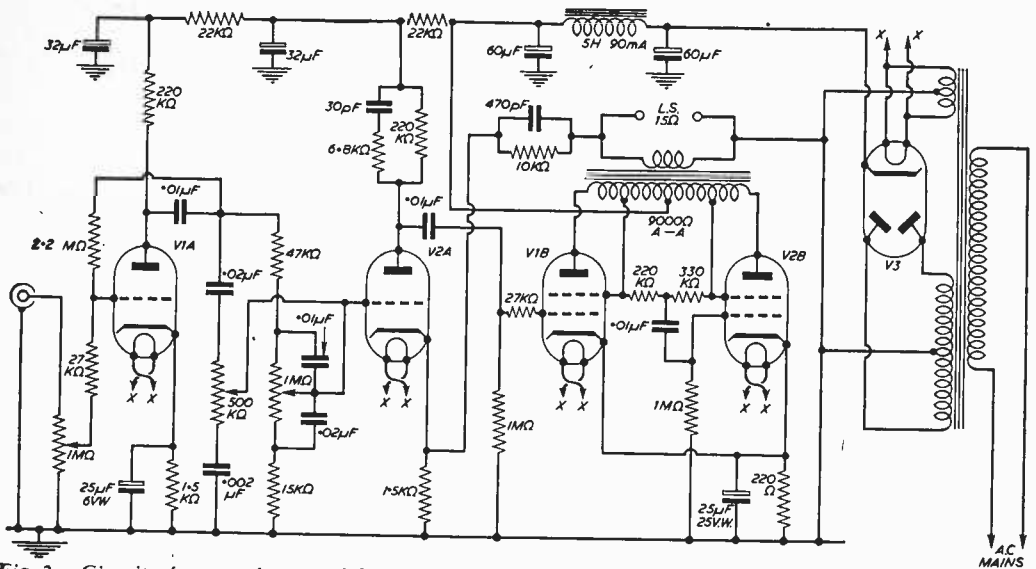 22KΩ
22KΩ
32μF
32μF
60μF
5H 90mA
60μF
X X
220
KΩ
30pF
6·8KΩ
220
KΩ
470pF
10KΩ
L.S.
15Ω
·01μF
·01μF
9000Ω
A-A
2·2 MΩ
V1A
47KΩ
V2A
V1B
V2B
V3
·02μF
220
KΩ
330
KΩ
27KΩ
·01μF
·01μF
27
KΩ
X X
500
KΩ
1MΩ
X X
X X
X X
1MΩ
·02μF
1MΩ
1MΩ
25μF
6VW
1·5
KΩ
·002
μF
15KΩ
1·5KΩ
25μF
25V.W.
220
Ω
A.C
MAINS